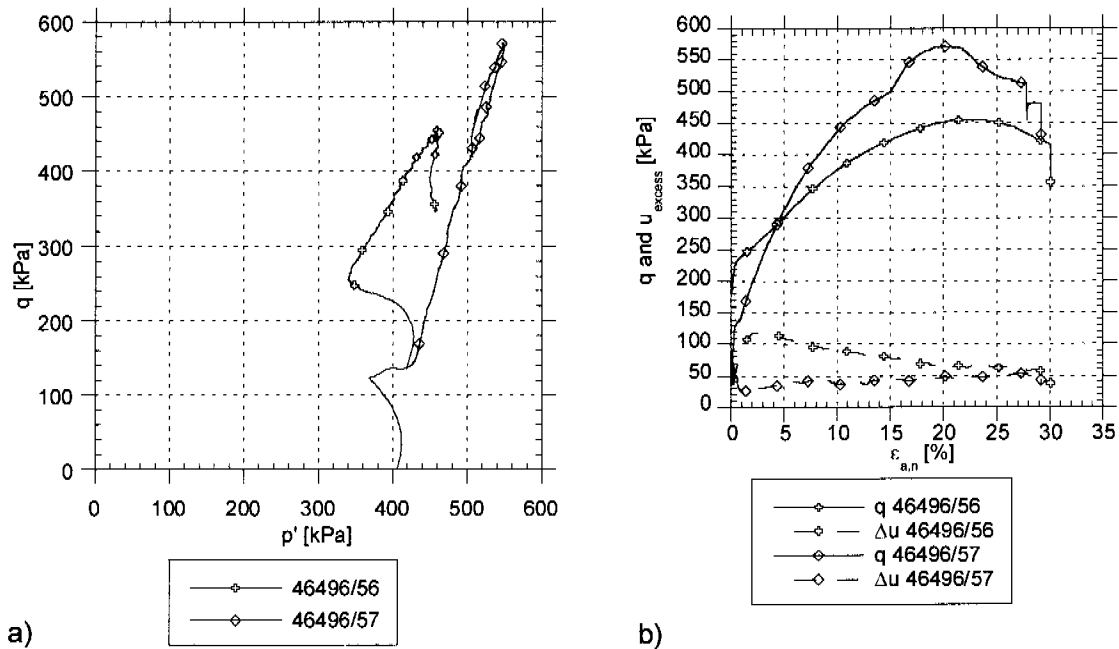 600
500
400
300
200
100
0
q [kPa]
0 100 200 300 400 500 600
p' [kPa]
46496/56
46496/57
a)
600
550
500
450
400
350
300
250
200
150
100
50
0
q and u excess [kPa]
0 5 10 15 20 25 30 35
ε a,n [%]
q 46496/56
Δu 46496/56
q 46496/57
Δu 46496/57
b)